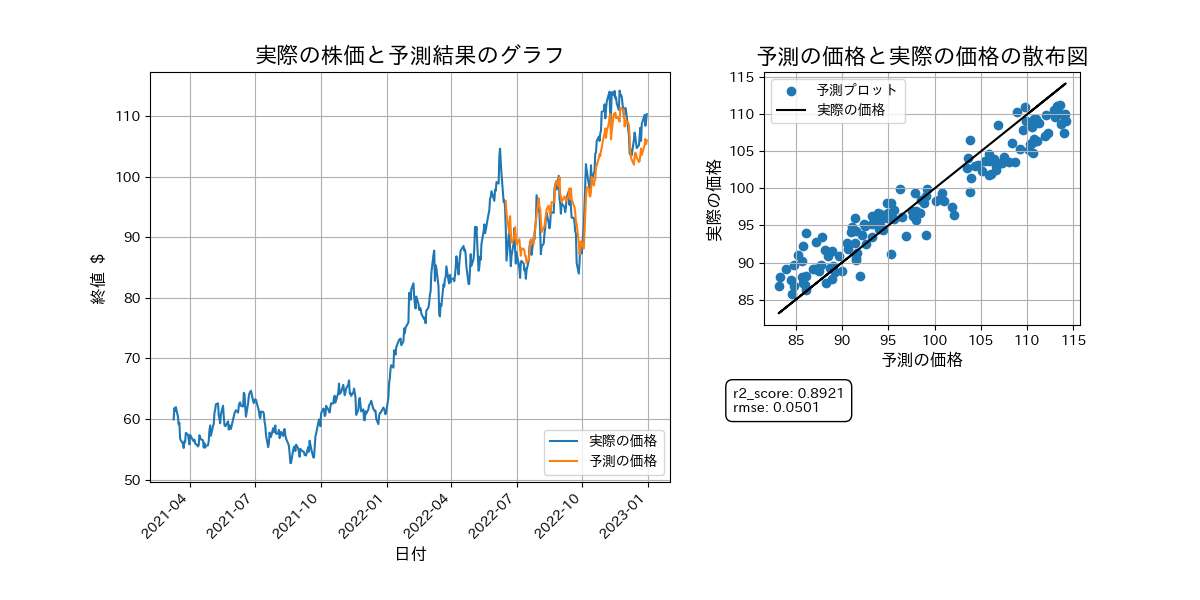 実際の株価と予測結果のグラフ
終値 $
110
100
90
80
70
60
50
2021-04
2021-07
2021-10
2022-01
2022-04
2022-07
2022-10
2023-01
日付
実際の価格
予測の価格
予測の価格と実際の価格の散布図
実際の価格
115
110
105
100
95
90
85
85 90 95 100 105 110 115
予測の価格
予測プロット
実際の価格
r2_score: 0.8921
rmse: 0.0501